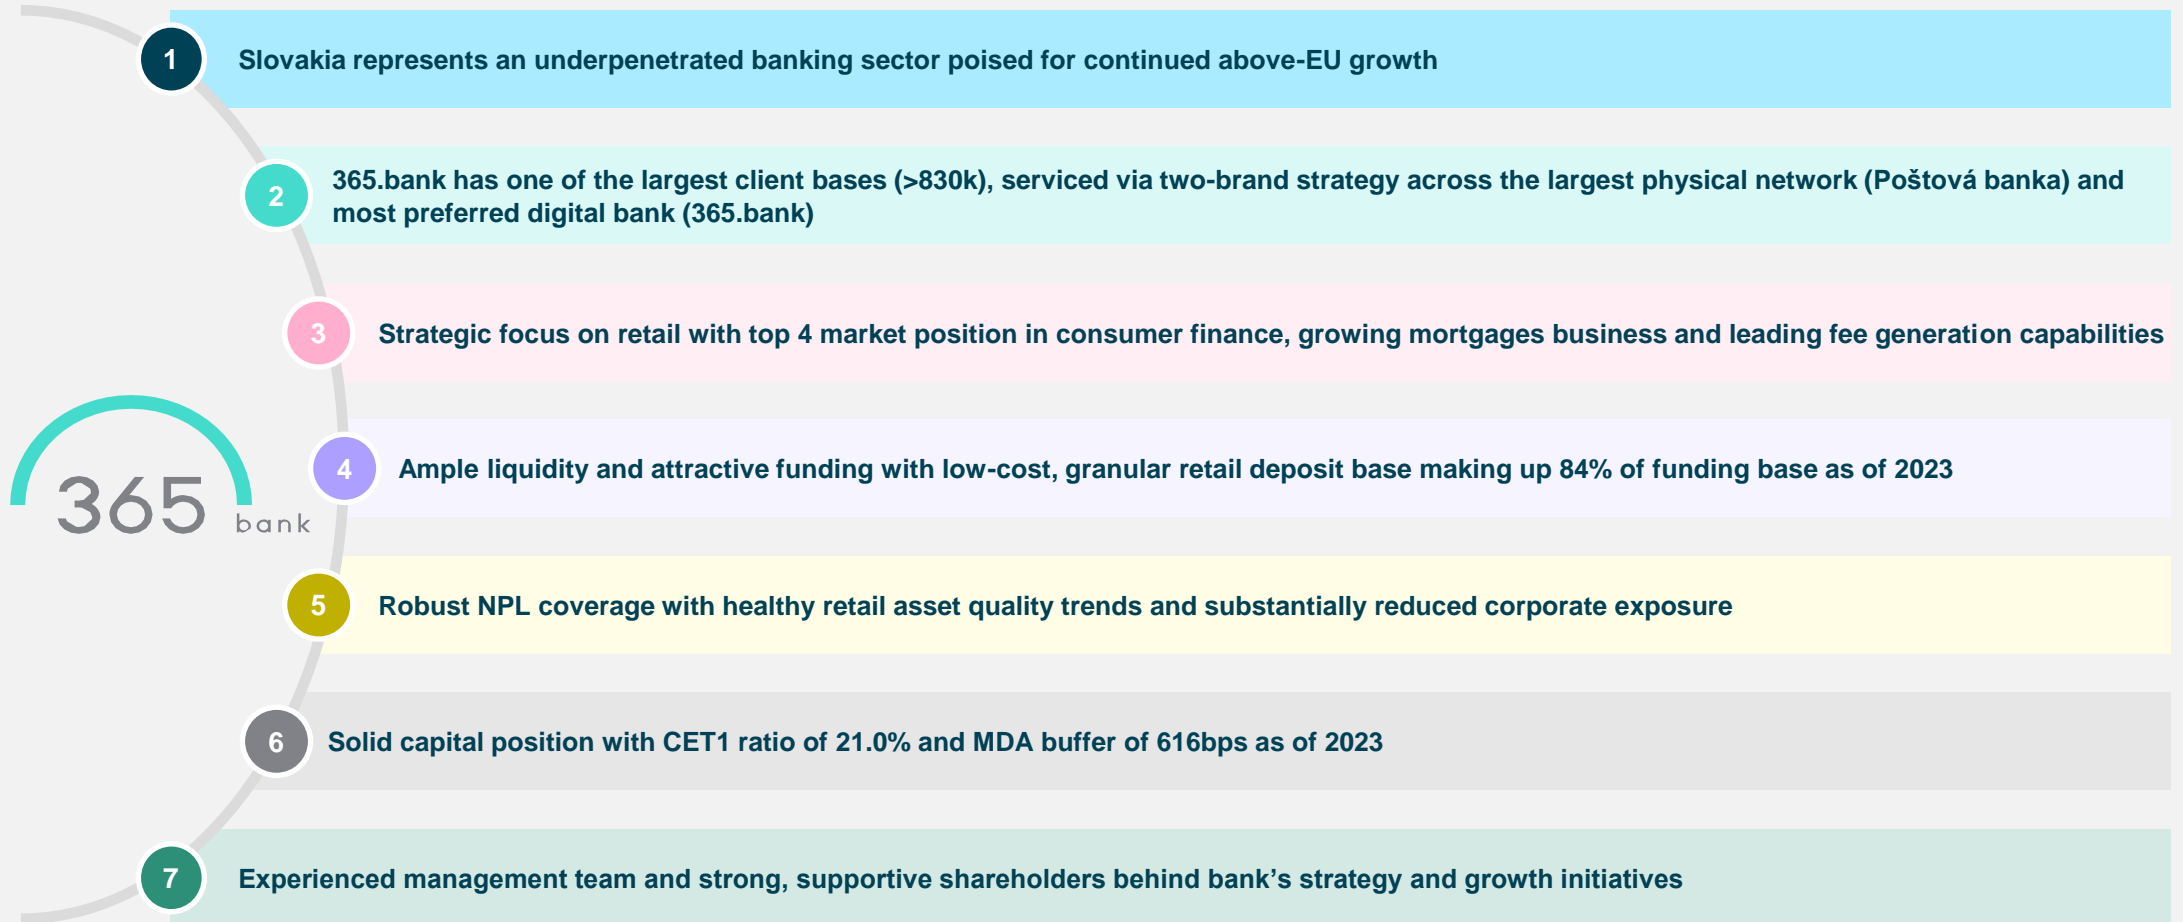 1
Slovakia represents an underpenetrated banking sector poised for continued above-EU growth
2
365.bank has one of the largest client bases (>830k), serviced via two-brand strategy across the largest physical network (Poštová banka) and
most preferred digital bank (365.bank)
3
Strategic focus on retail with top 4 market position in consumer finance, growing mortgages business and leading fee generation capabilities
4
Ample liquidity and attractive funding with low-cost, granular retail deposit base making up 84% of funding base as of 2023
365 bank
5
Robust NPL coverage with healthy retail asset quality trends and substantially reduced corporate exposure
6
Solid capital position with CET1 ratio of 21.0% and MDA buffer of 616bps as of 2023
7
Experienced management team and strong, supportive shareholders behind bank’s strategy and growth initiatives